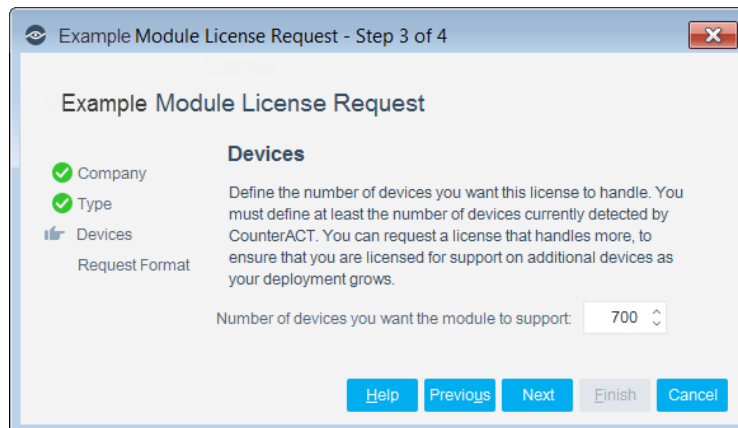 Example Module License Request - Step 3 of 4
Example Module License Request
Company
Type
Devices
Request Format
Devices
Define the number of devices you want this license to handle. You
must define at least the number of devices currently detected by
CounterACT. You can request a license that handles more, to
ensure that you are licensed for support on additional devices as
your deployment grows.
Number of devices you want the module to support: 700
Help Previous Next Finish Cancel